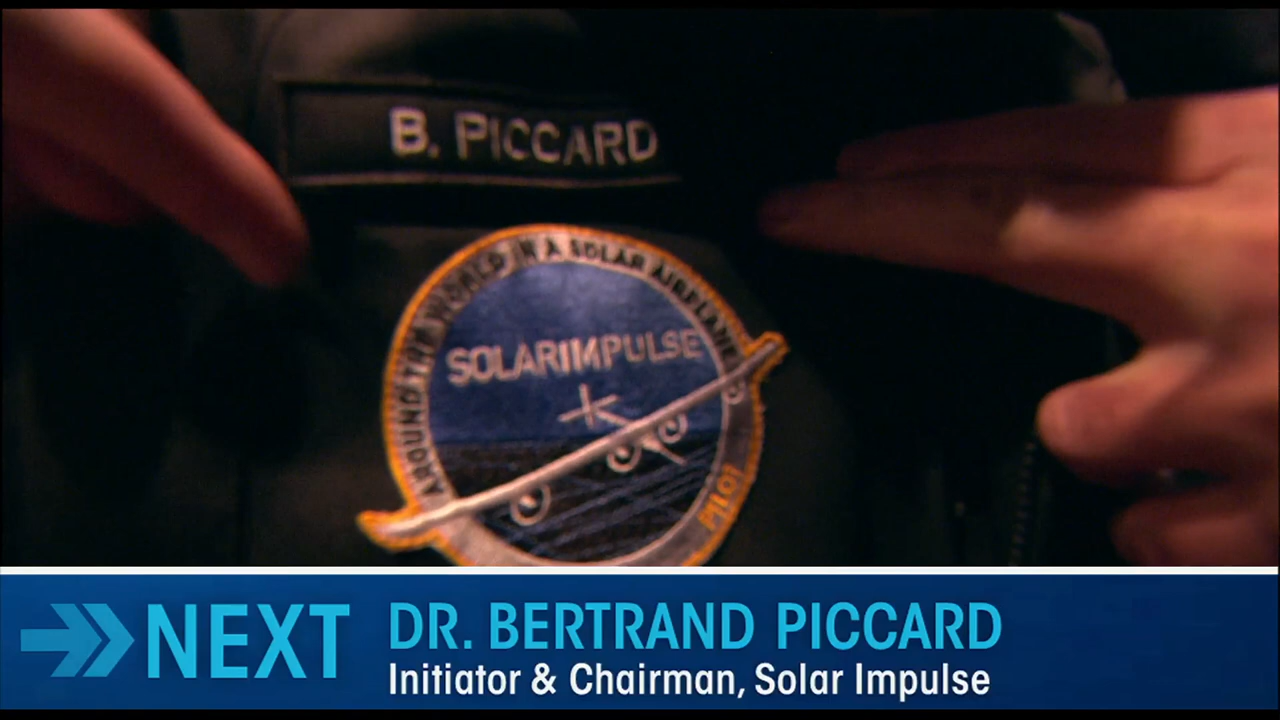 B. PICCARD
AROUND THE WORLD IN A SOLAR AIRPLANE
SOLARIMPULSE
PILOT
NEXT
DR. BERTRAND PICCARD
Initiator & Chairman, Solar Impulse